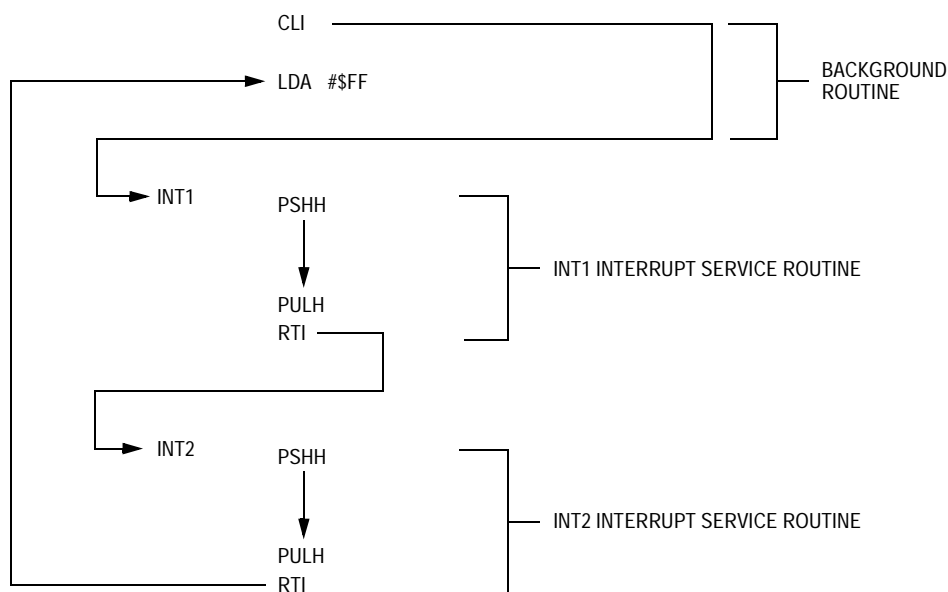 CLI
LDA #$FF
BACKGROUND
ROUTINE
INT1
PSHH
INT1 INTERRUPT SERVICE ROUTINE
PULH
RTI
INT2
PSHH
INT2 INTERRUPT SERVICE ROUTINE
PULH
RTI